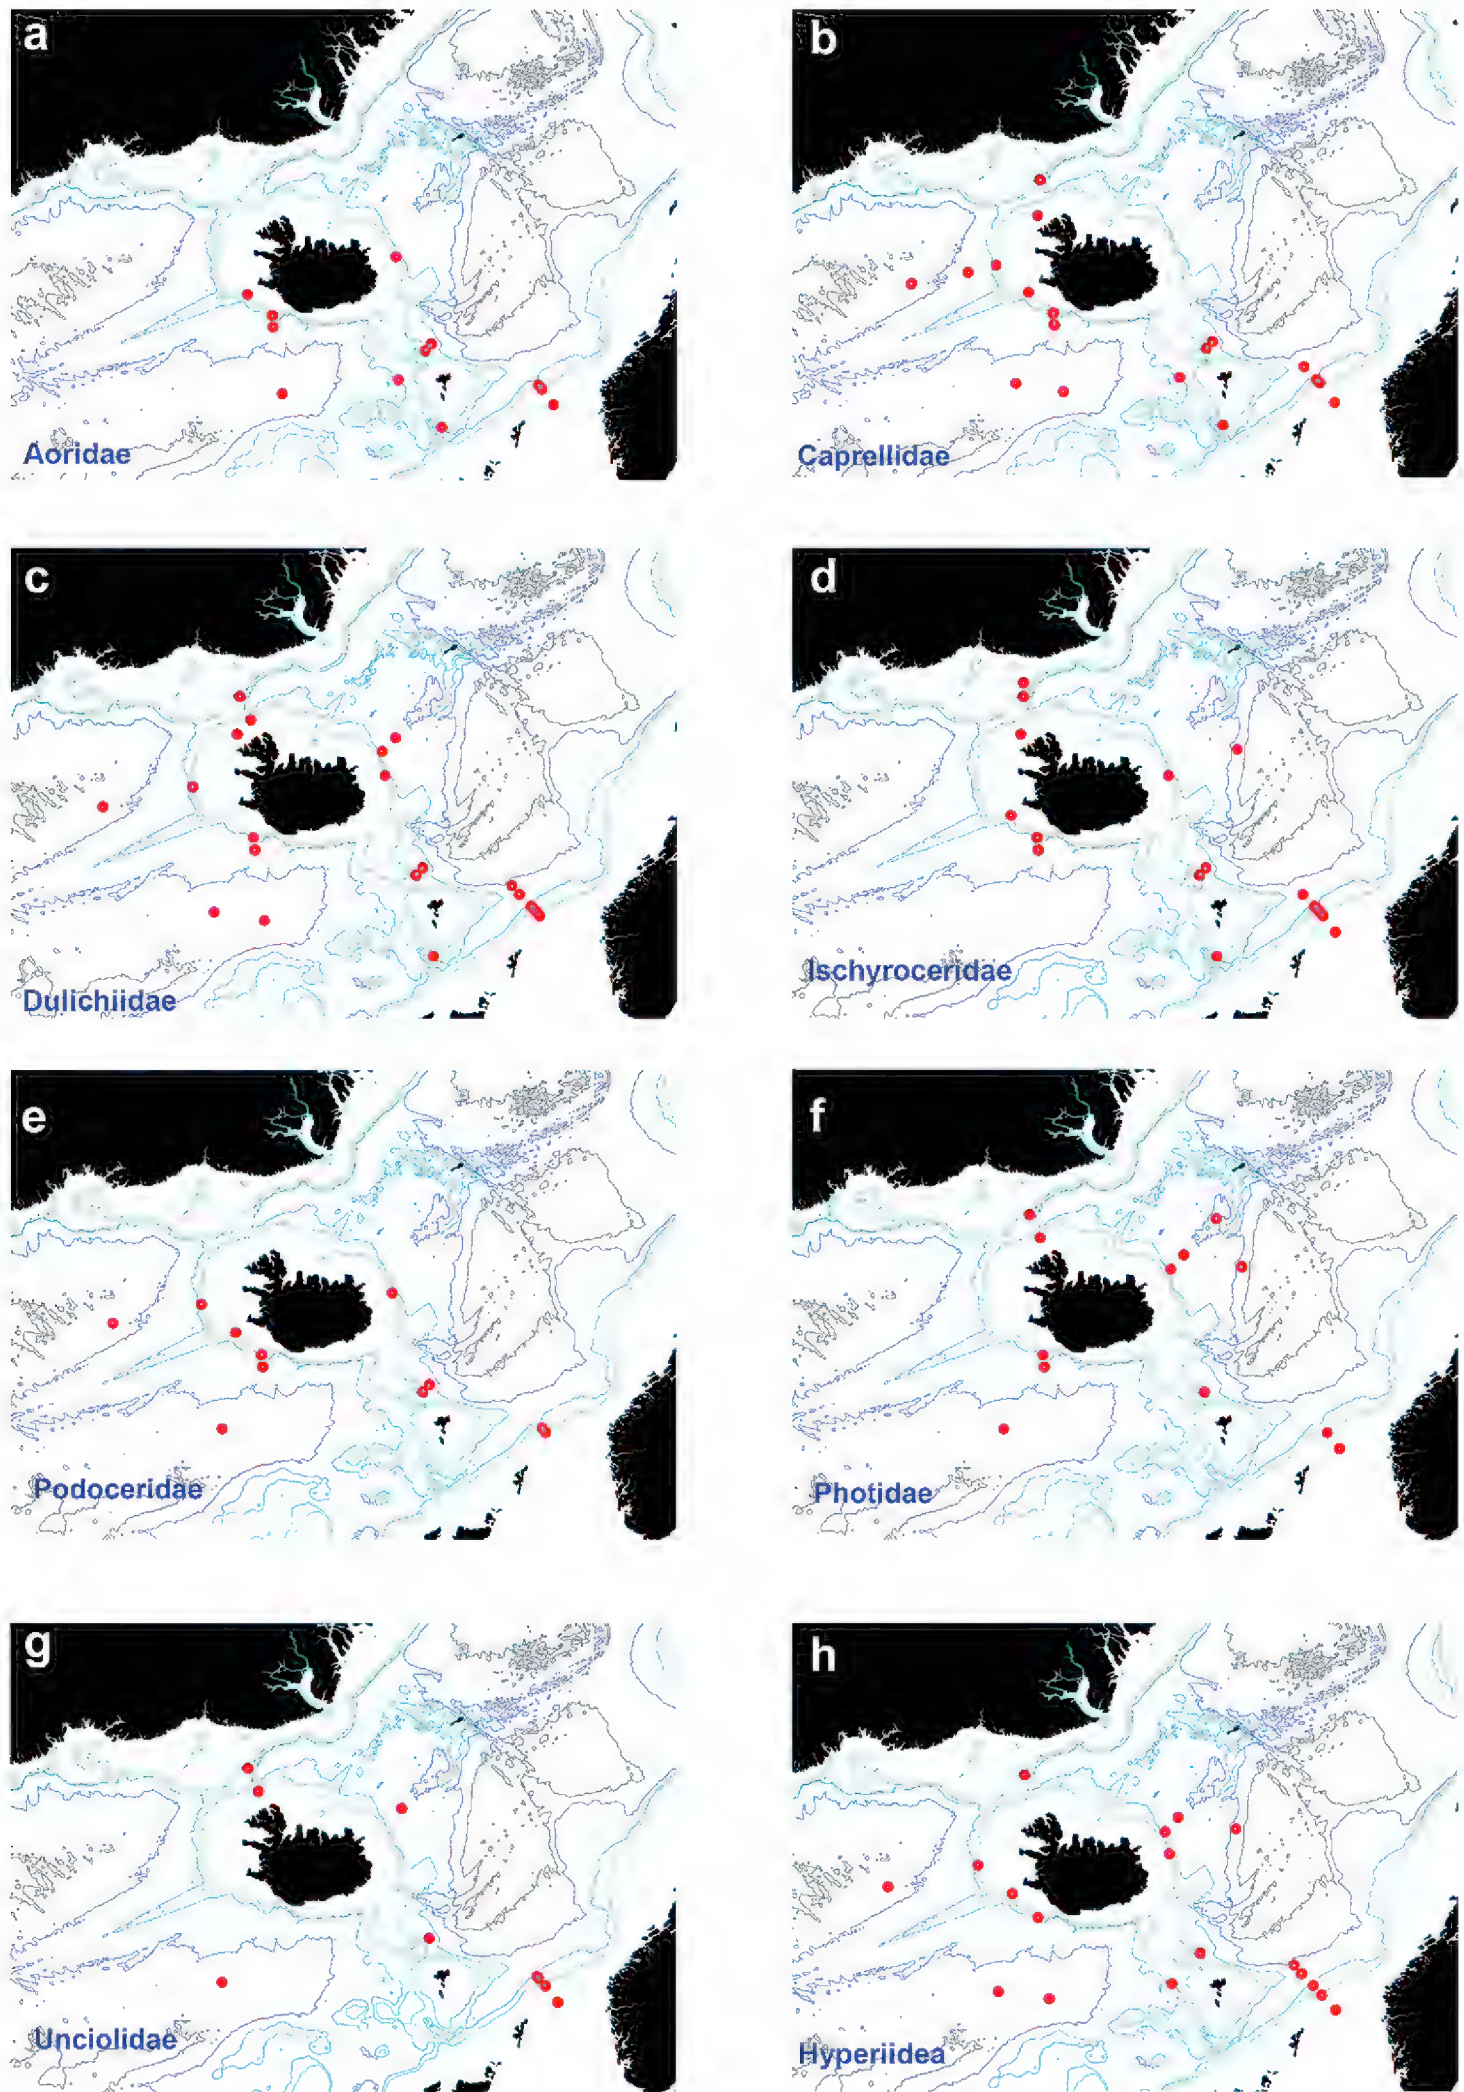 a
b
Aoridae
Caprellidae
c
d
Dulichiidae
Ischyroceridae
e
f
Podoceridae
Photidae
g
h
Unciolidae
Hyperiidea